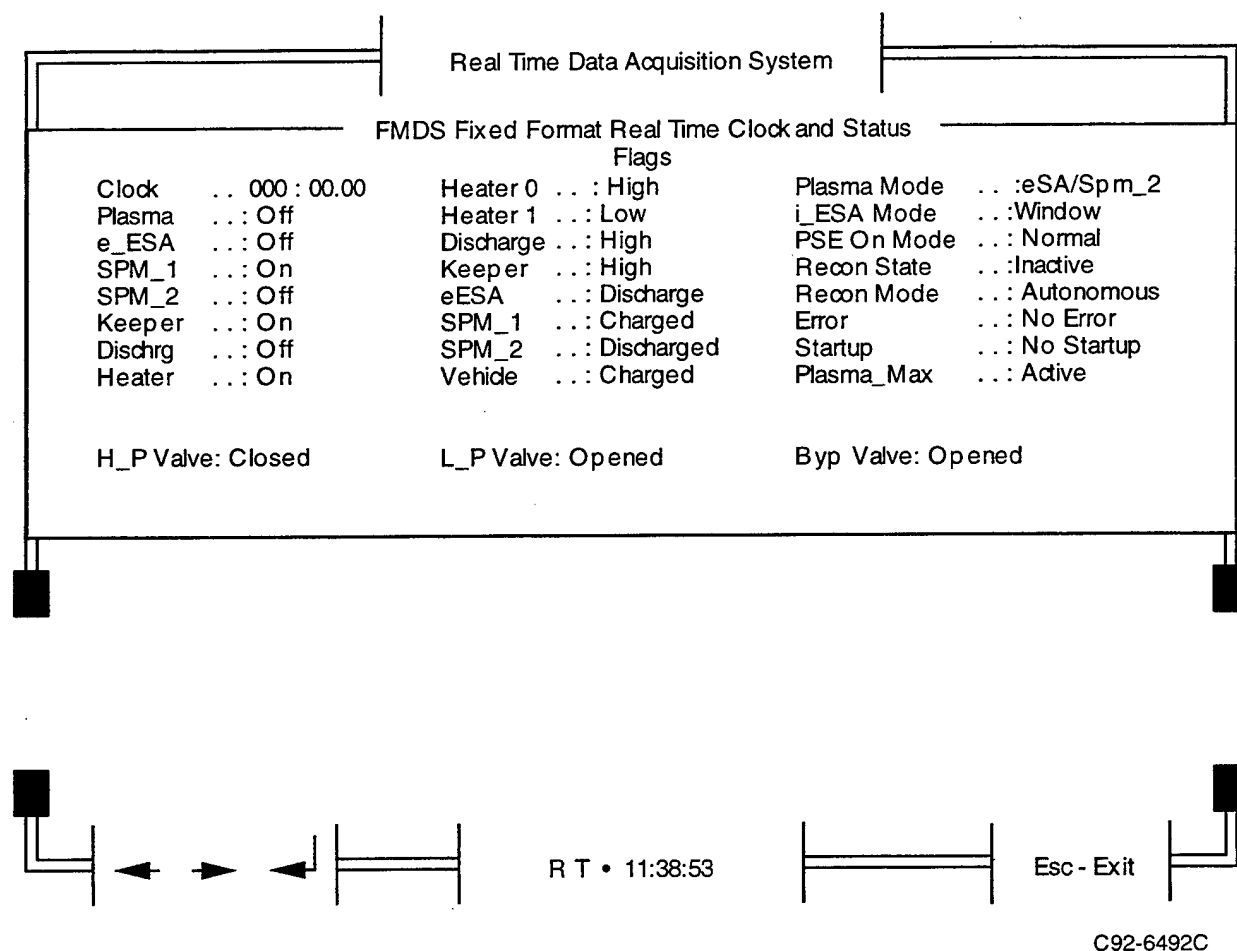 Real Time Data Acquisition System
FMDS Fixed Format Real Time Clock and Status
Flags
Clock .. 000 : 00.00 Heater 0 .. : High Plasma Mode .. :eSA/Spm_2
Plasma ..: Off Heater 1 ..: Low i_ESA Mode ..:Window
e_ESA ..: Off Discharge ..: High PSE On Mode ..: Normal
SPM_1 ..: On Keeper ..: High Recon State ..:Inactive
SPM_2 ..: Off eESA ..: Discharge Recon Mode ..: Autonomous
Keeper ..: On SPM_1 ..: Charged Error ..: No Error
Dischrg ..: Off SPM_2 ..: Discharged Startup ..: No Startup
Heater ..: On Vehicle ..: Charged Plasma_Max ..: Active
H_P Valve: Closed L_P Valve: Opened Byp Valve: Opened
R T • 11:38:53 Esc - Exit
C92-6492C